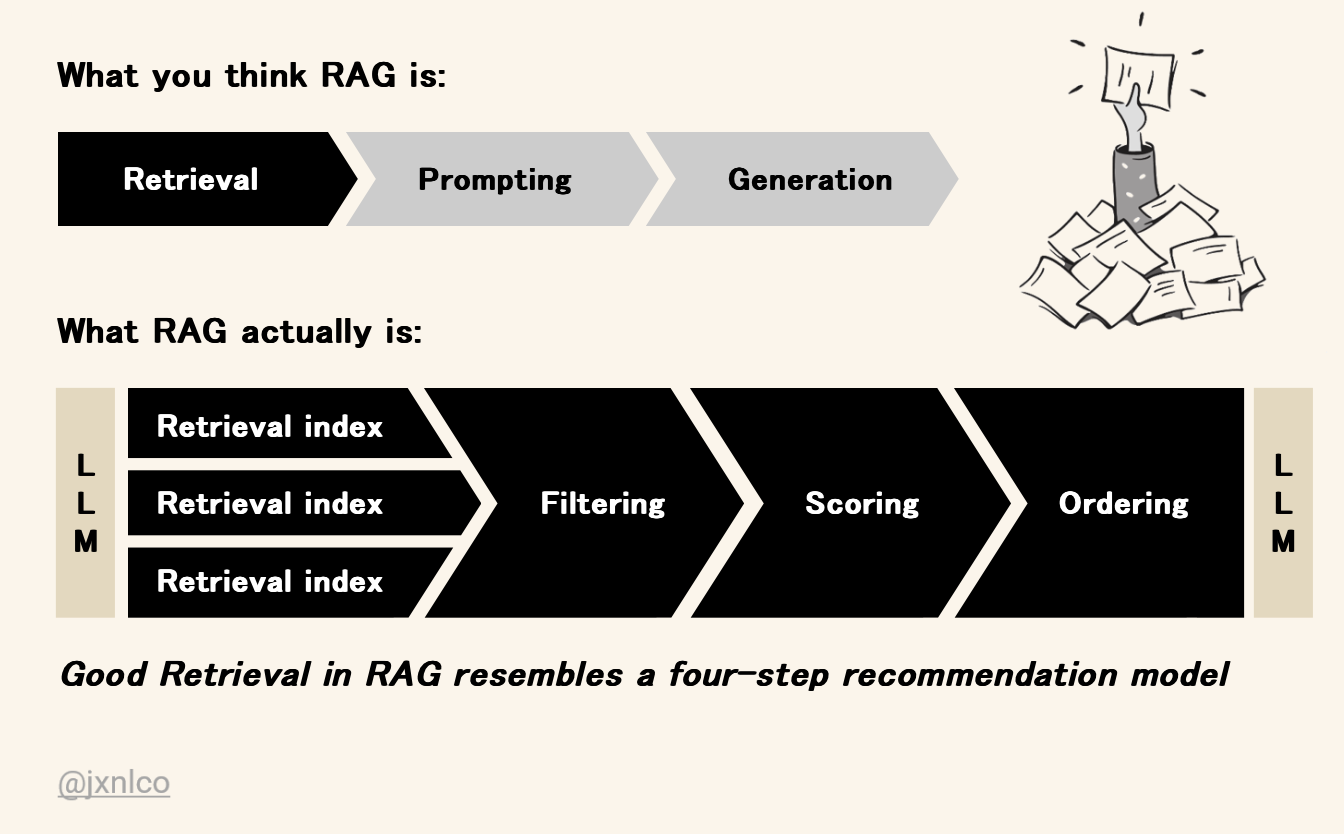 What you think RAG is:
Retrieval
Prompting
Generation
What RAG actually is:
L
L
M
Retrieval index
Retrieval index
Retrieval index
Filtering
Scoring
Ordering
L
L
M
Good Retrieval in RAG resembles a four-step recommendation model
@jxnlco